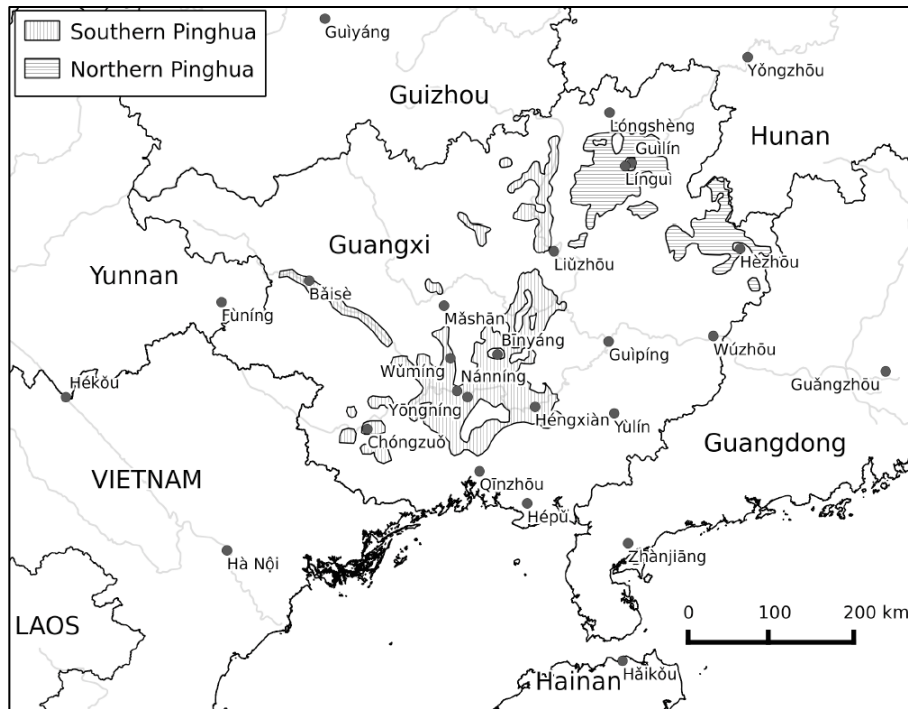 Southern Pinghua
Northern Pinghua
Guìyáng
Yǒngzhōu
Guizhou
Lóngshèng
Hunan
Guìlín
Línguì
Guangxi
Liǔzhōu
Hèzhōu
Yunnan
Bǎisè
Fùníng
Mǎshān
Bīnyáng
Guìpíng
Wúzhōu
Wǔmíng
Nánníng
Guǎngzhōu
Hékǒu
Yōngníng
Héngxiàn
Yùlín
Chóngzuǒ
Guangdong
VIETNAM
Qīnzhōu
Hépǔ
Hà Nội
Zhànjiāng
0 100 200 km
LAOS
Hainan
Hǎikǒu